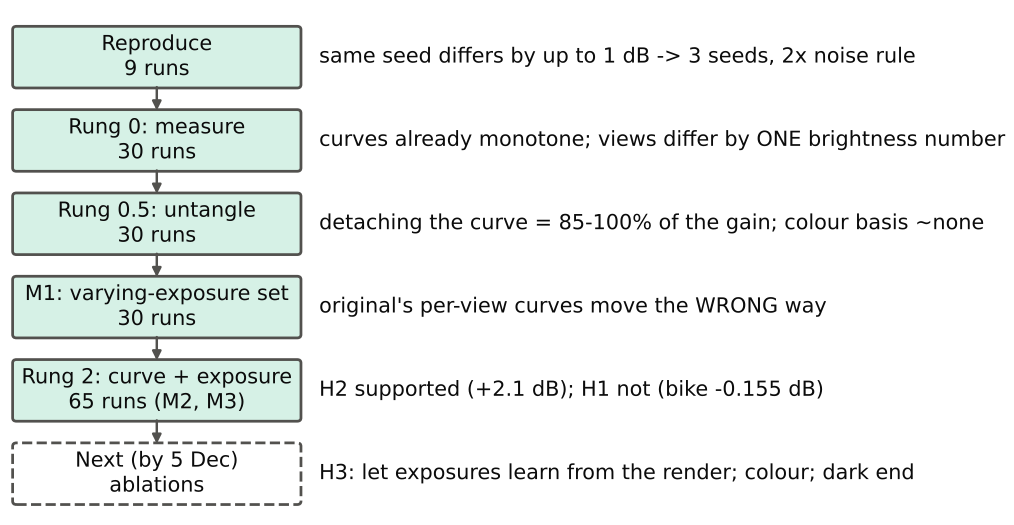 Reproduce
9 runs
same seed differs by up to 1 dB -> 3 seeds, 2x noise rule
Rung 0: measure
30 runs
curves already monotone; views differ by ONE brightness number
Rung 0.5: untangle
30 runs
detaching the curve = 85-100% of the gain; colour basis ~none
M1: varying-exposure set
30 runs
original's per-view curves move the WRONG way
Rung 2: curve + exposure
65 runs (M2, M3)
H2 supported (+2.1 dB); H1 not (bike -0.155 dB)
Next (by 5 Dec)
ablations
H3: let exposures learn from the render; colour; dark end